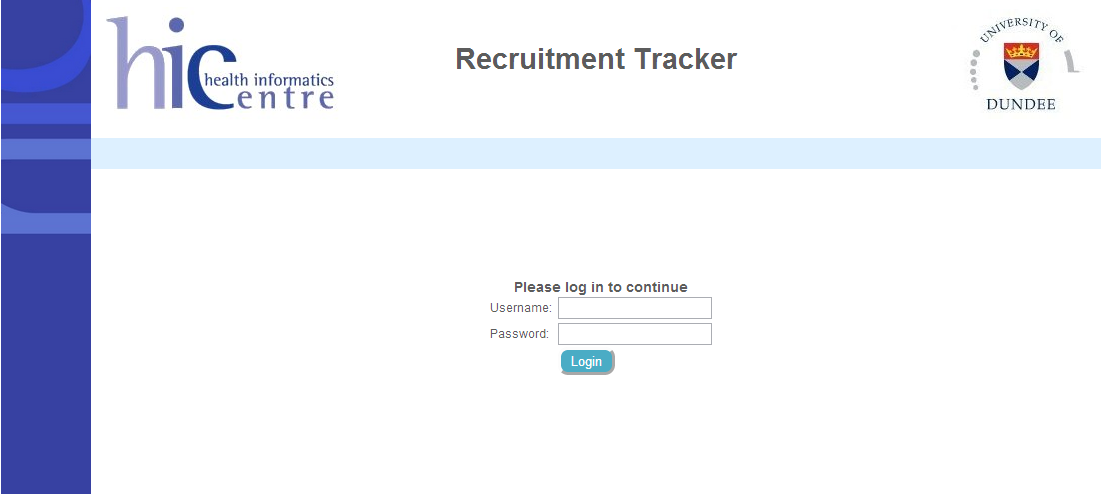 hic
health informatics
Centre
Recruitment Tracker
UNIVERSITY OF
DUNDEE
Please log in to continue
Username:
Password:
Login